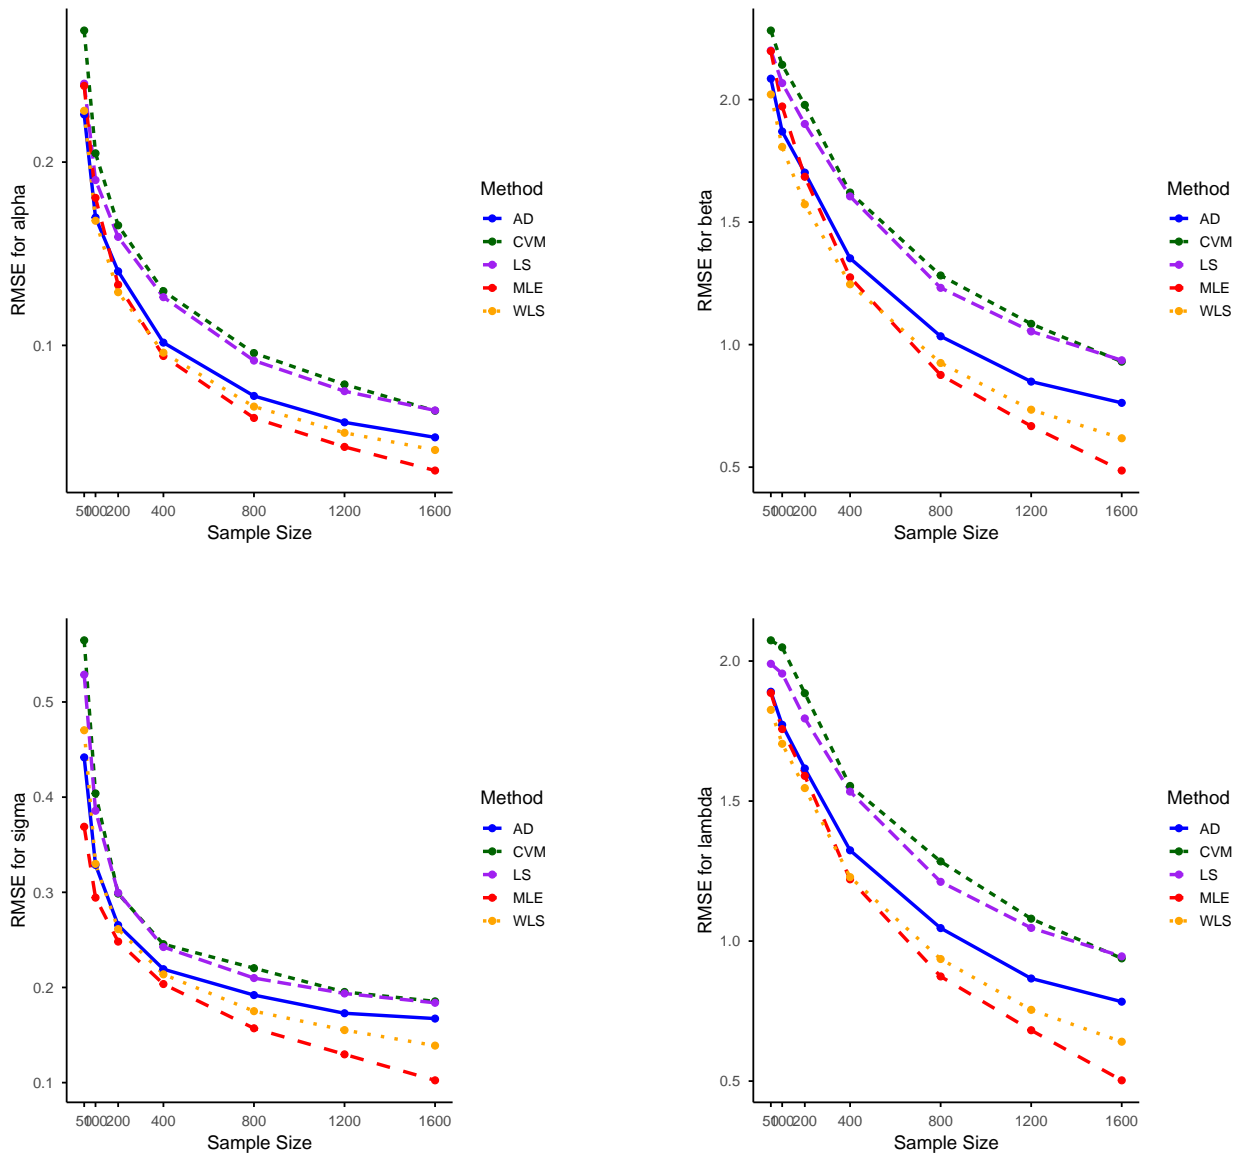 RMSE for alpha
0.2
0.1
50
100
200
400
800
1200
1600
Sample Size
Method
AD
CVM
LS
MLE
WLS
RMSE for beta
2.0
1.5
1.0
0.5
50
100
200
400
800
1200
1600
Sample Size
Method
AD
CVM
LS
MLE
WLS
RMSE for sigma
0.5
0.4
0.3
0.2
0.1
50
100
200
400
800
1200
1600
Sample Size
Method
AD
CVM
LS
MLE
WLS
RMSE for lambda
2.0
1.5
1.0
0.5
50
100
200
400
800
1200
1600
Sample Size
Method
AD
CVM
LS
MLE
WLS